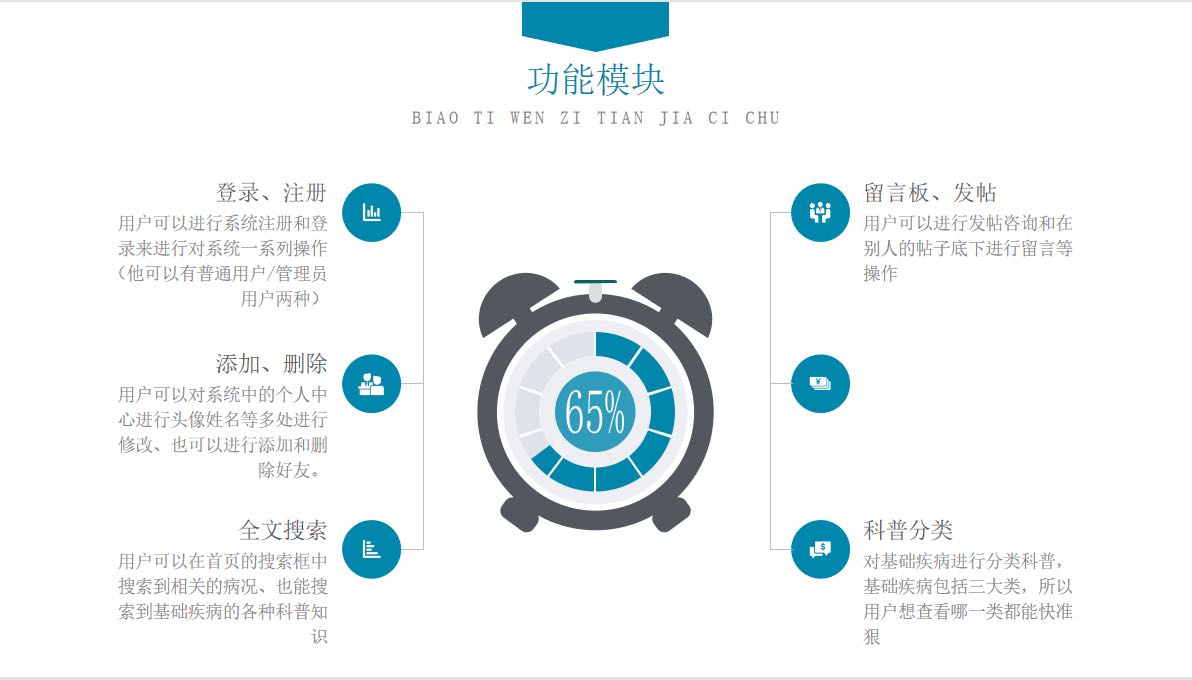 功能模块
BIAO TI WEN ZI TIAN JIA CI CHU
登录、注册
用户可以进行系统注册和登
录来进行对系统一系列操作
（他可以有普通用户/管理员
用户两种）
添加、删除
用户可以对系统中的个人中
心进行头像姓名等多处进行
修改、也可以进行添加和删
除好友。
全文搜索
用户可以在首页的搜索框中
搜索到相关的病况、也能搜
索到基础疾病的各种科普知
识
65%
留言板、发帖
用户可以进行发帖咨询和在
别人的帖子底下进行留言等
操作
科普分类
对基础疾病进行分类科普，
基础疾病包括三大类，所以
用户想查看哪一类都能快准
狠